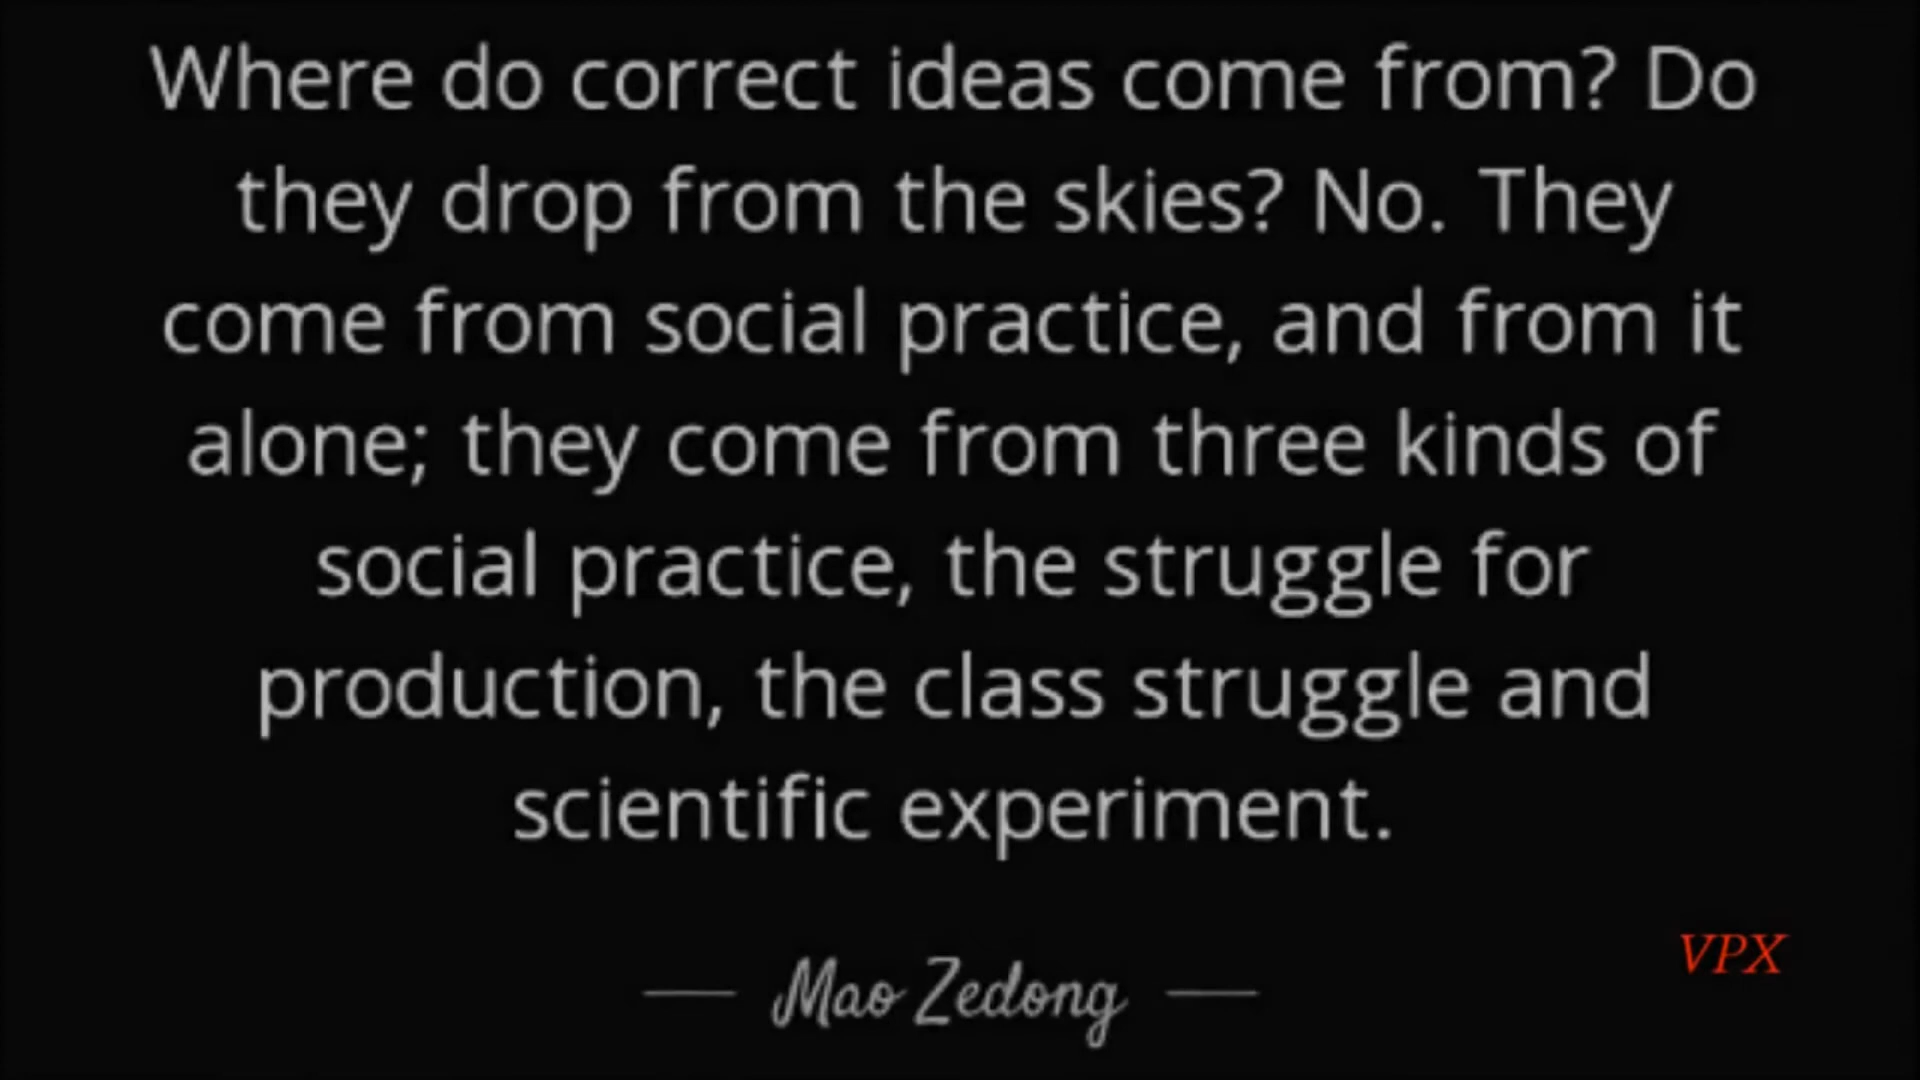 Where do correct ideas come from? Do
they drop from the skies? No. They
come from social practice, and from it
alone; they come from three kinds of
social practice, the struggle for
production, the class struggle and
scientific experiment.
VPX
— Mao Zedong —